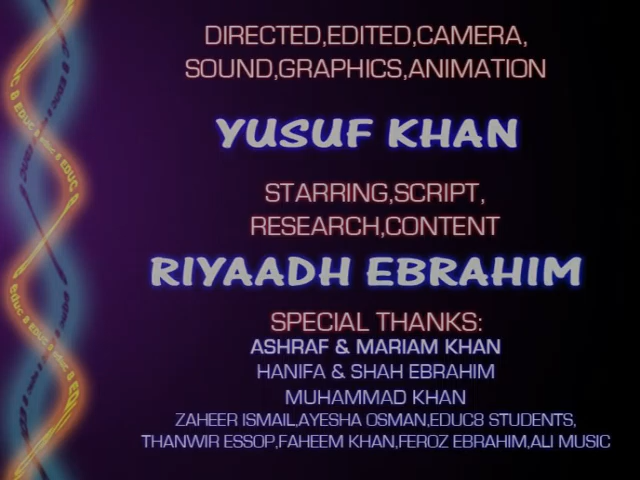 DIRECTED,EDITED,CAMERA,
SOUND,GRAPHICS,ANIMATION
YUSUF KHAN
STARRING,SCRIPT,
RESEARCH,CONTENT
RIYAADH EBRAHIM
SPECIAL THANKS:
ASHRAF & MARIAM KHAN
HANIFA & SHAH EBRAHIM
MUHAMMAD KHAN
ZAHEER ISMAIL,AYESHA OSMAN,EDUC8 STUDENTS,
THANWIR ESSOP,FAHEEM KHAN,FEROZ EBRAHIM,ALI MUSIC